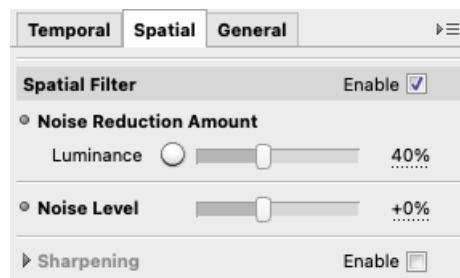 Temporal Spatial General
Spatial Filter Enable
Noise Reduction Amount
Luminance 40%
Noise Level +0%
Sharpening Enable